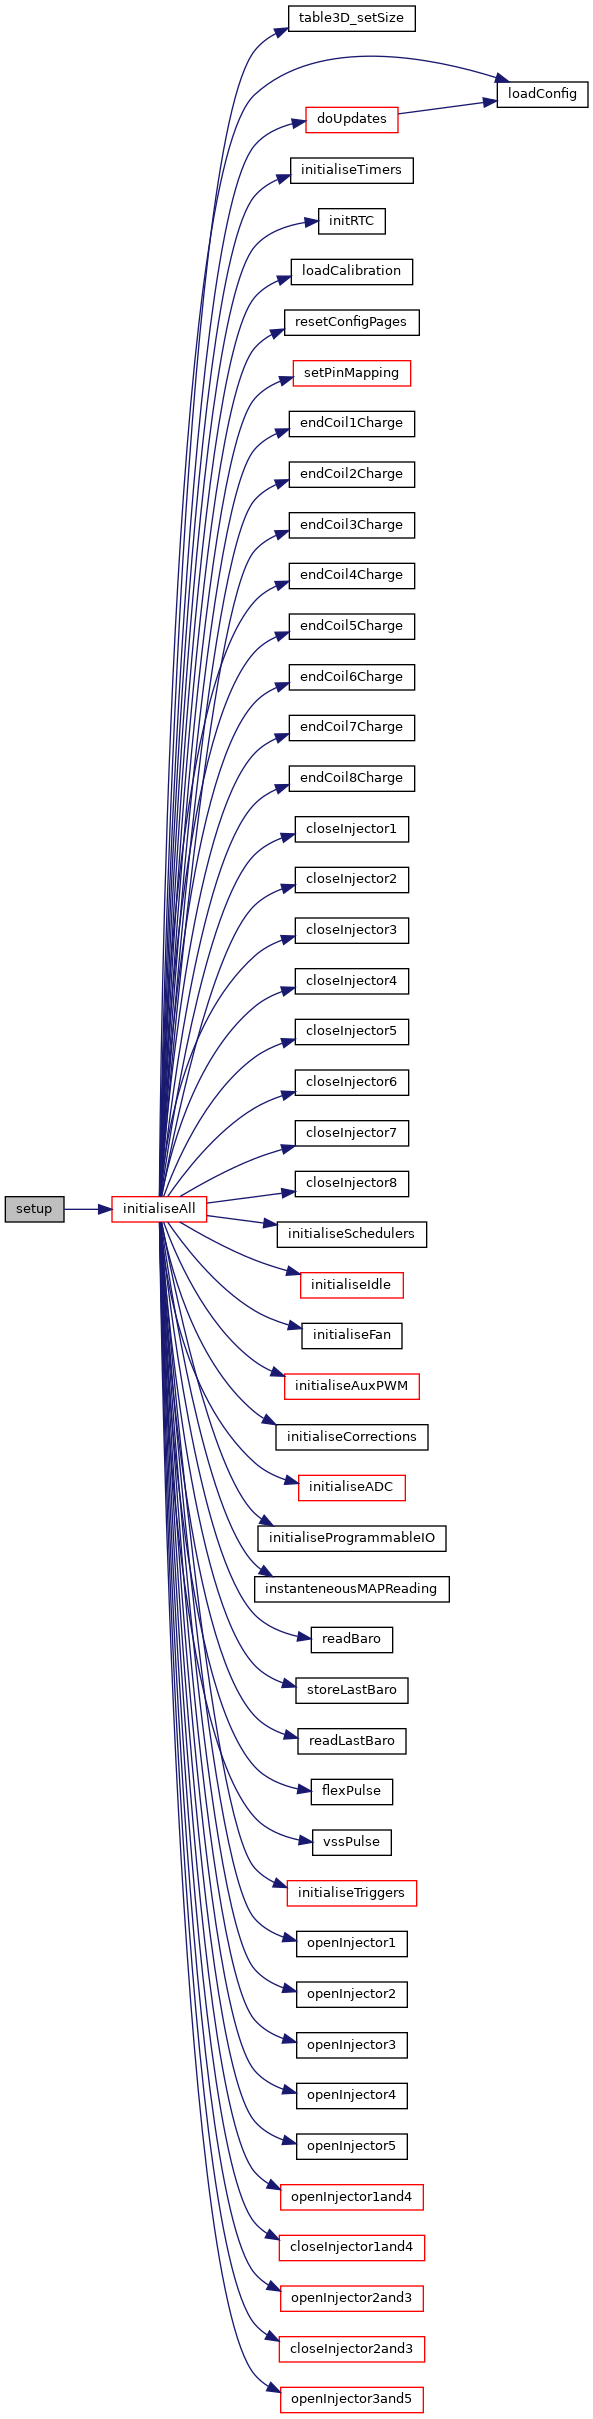 table3D_setSize
loadConfig
doUpdates
initialiseTimers
initRTC
loadCalibration
resetConfigPages
setPinMapping
endCoil1Charge
endCoil2Charge
endCoil3Charge
endCoil4Charge
endCoil5Charge
endCoil6Charge
endCoil7Charge
endCoil8Charge
closeInjector1
closeInjector2
closeInjector3
closeInjector4
closeInjector5
closeInjector6
closeInjector7
closeInjector8
setup
initialiseAll
initialiseSchedulers
initialiseIdle
initialiseFan
initialiseAuxPWM
initialiseCorrections
initialiseADC
initialiseProgrammableIO
instanteneousMAPReading
readBaro
storeLastBaro
readLastBaro
flexPulse
vssPulse
initialiseTriggers
openInjector1
openInjector2
openInjector3
openInjector4
openInjector5
openInjector1and4
closeInjector1and4
openInjector2and3
closeInjector2and3
openInjector3and5